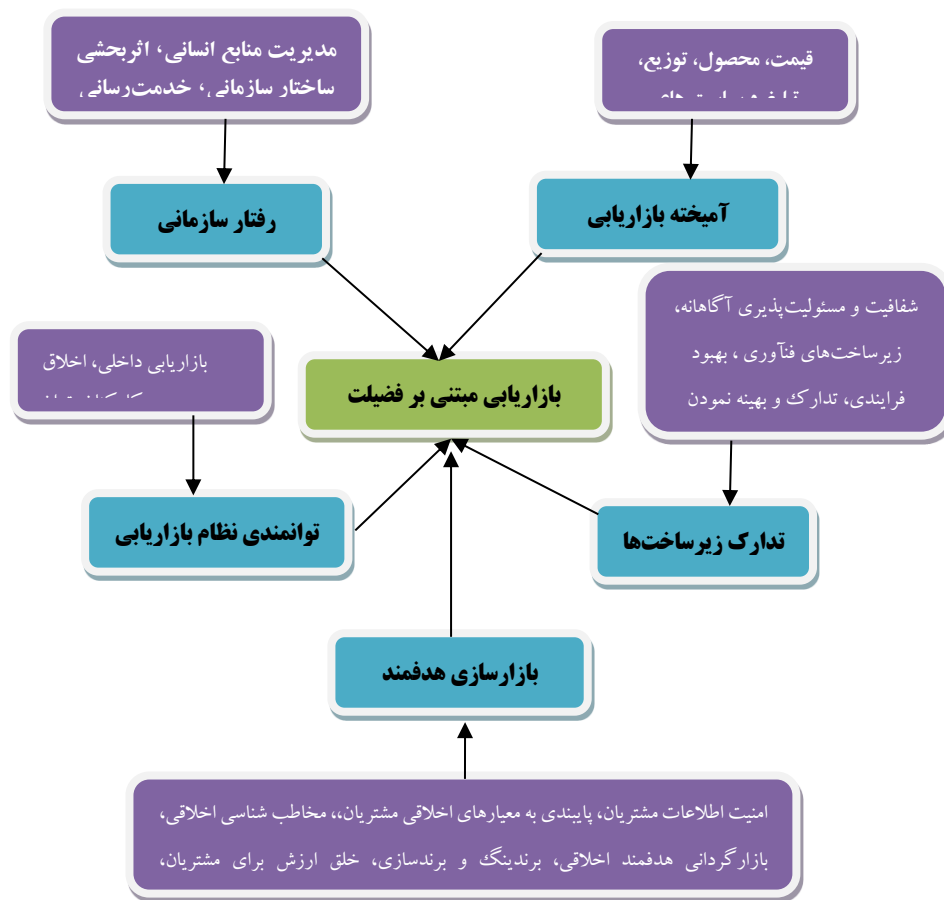 مدیریت منابع انسانی، اثربخشی
ساختار سازمانی، خدمت‌رسانی
قیمت، محصول، توزیع،
رفتار سازمانی
آمیخته بازاریابی
شفافیت و مسئولیت‌پذیری آگاهانه،
زیرساخت‌های فنّآوری ، بهبود
فرایندی، تدارک و بهینه نمودن
بازاریابی داخلی، اخلاق
بازاریابی مبتنی بر فضیلت
توانمندی نظام بازاریابی
تدارک زیرساخت‌ها
بازارسازی هدفمند
امنیت اطلاعات مشتریان، پایبندی به معیارهای اخلاقی مشتریان،، مخاطب شناسی اخلاقی،
بازارگردانی هدفمند اخلاقی، برندینگ و برندسازی، خلق ارزش برای مشتریان،